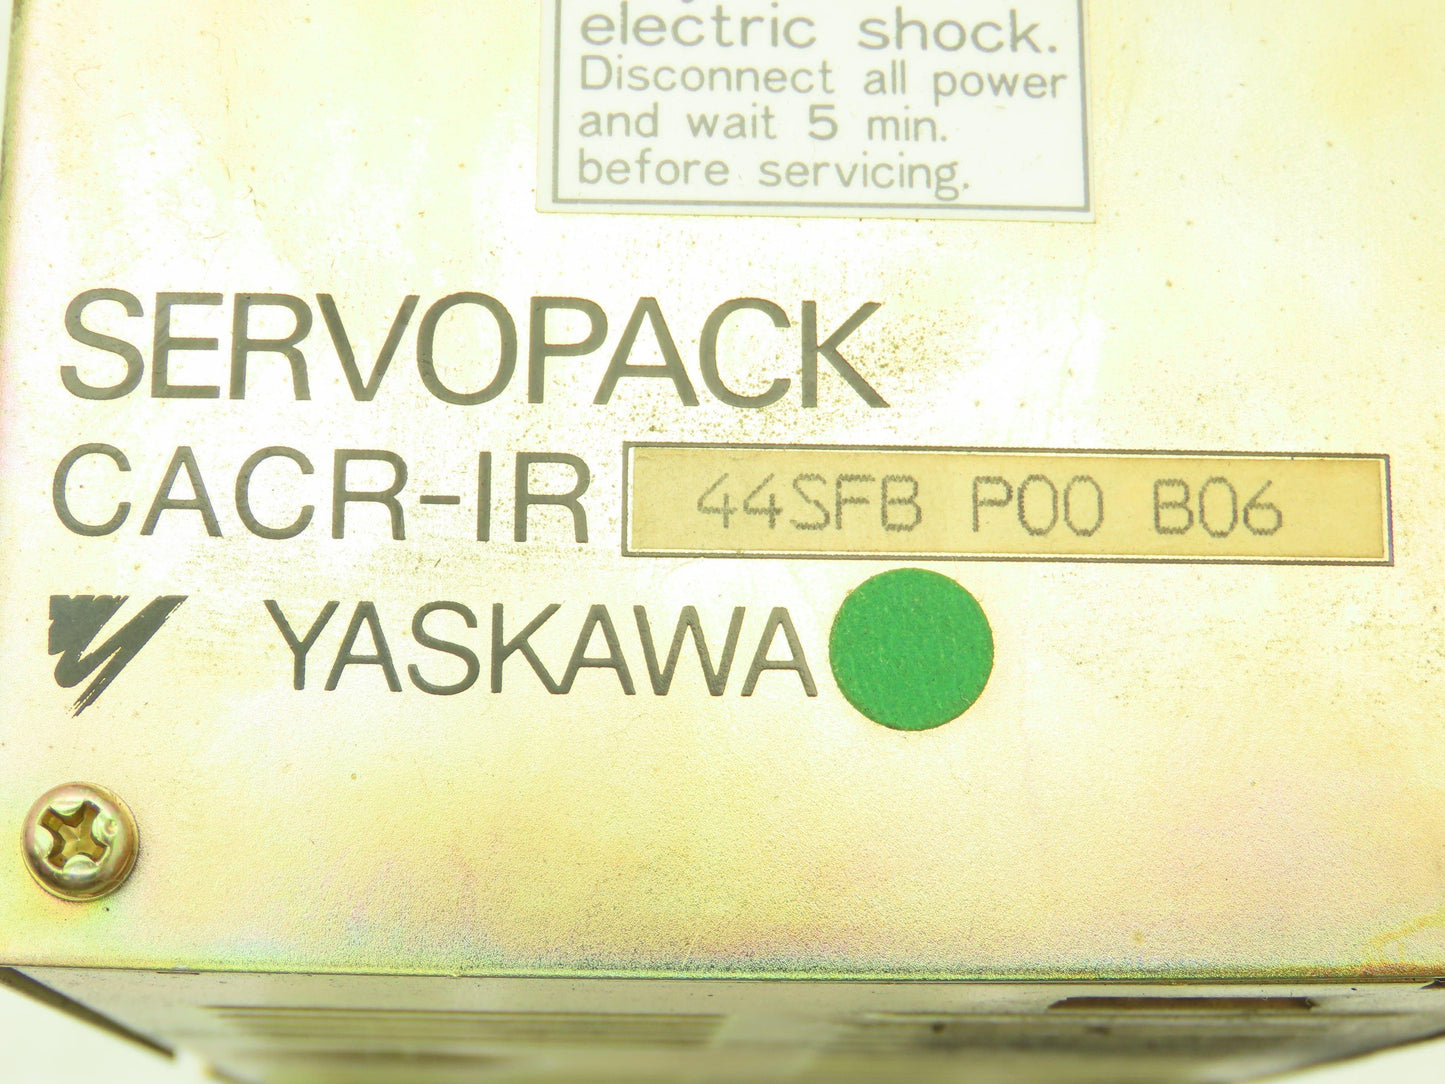 electric shock.
Disconnect all power
and wait 5 min.
before servicing.
SERVOPACK
CACR-IR 44SFB P00 B06
YASKAWA